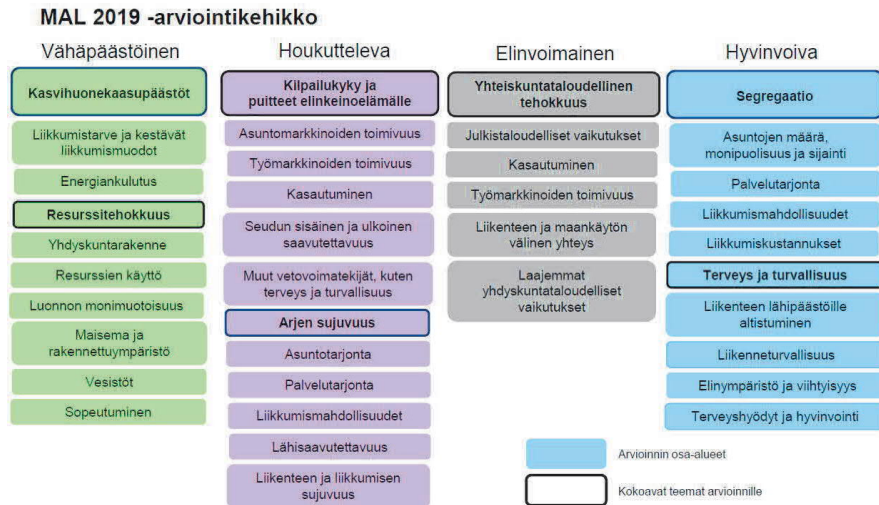 MAL 2019 -arviointikehikko
Vähäpäästöinen
Kasvihuonekaasupäästöt
Liikkumistarve ja kestävät
liikkumismuodot
Energiankulutus
Resurssitehokkuus
Yhdyskuntarakenne
Resurssien käyttö
Luonnon monimuotoisuus
Maisema ja
rakennettuympäristö
Vesistöt
Sopeutuminen
Houkutteleva
Kilpailukyky ja
puitteet elinkeinoelämälle
Asuntomarkkinoiden toimivuus
Työmarkkinoiden toimivuus
Kasautuminen
Seudun sisäinen ja ulkoinen
saavutettavuus
Muut vetovoimatekijät, kuten
terveys ja turvallisuus
Arjen sujuvuus
Asuntotarjonta
Palvelutarjonta
Liikkumismahdollisuudet
Lähisaavutettavuus
Liikenteen ja liikkumisen
sujuvuus
Elinvoimainen
Yhteiskuntataloudellinen
tehokkuus
Julkistaloudelliset vaikutukset
Kasautuminen
Työmarkkinoiden toimivuus
Liikenteen ja maankäytön
välinen yhteys
Laajemmat
yhdyskuntataloudelliset
vaikutukset
Hyvinvoiva
Segregaatio
Asuntojen määrä,
monipuolisuus ja sijainti
Palvelutarjonta
Liikkumismahdollisuudet
Liikkumiskustannukset
Terveys ja turvallisuus
Liikenteen lähipäästöille
altistuminen
Liikenneturvallisuus
Elinympäristö ja viihtyisyys
Terveyshyödyt ja hyvinvointi
Arvioinnin osa-alueet
Kokoavat teemat arvioinnille